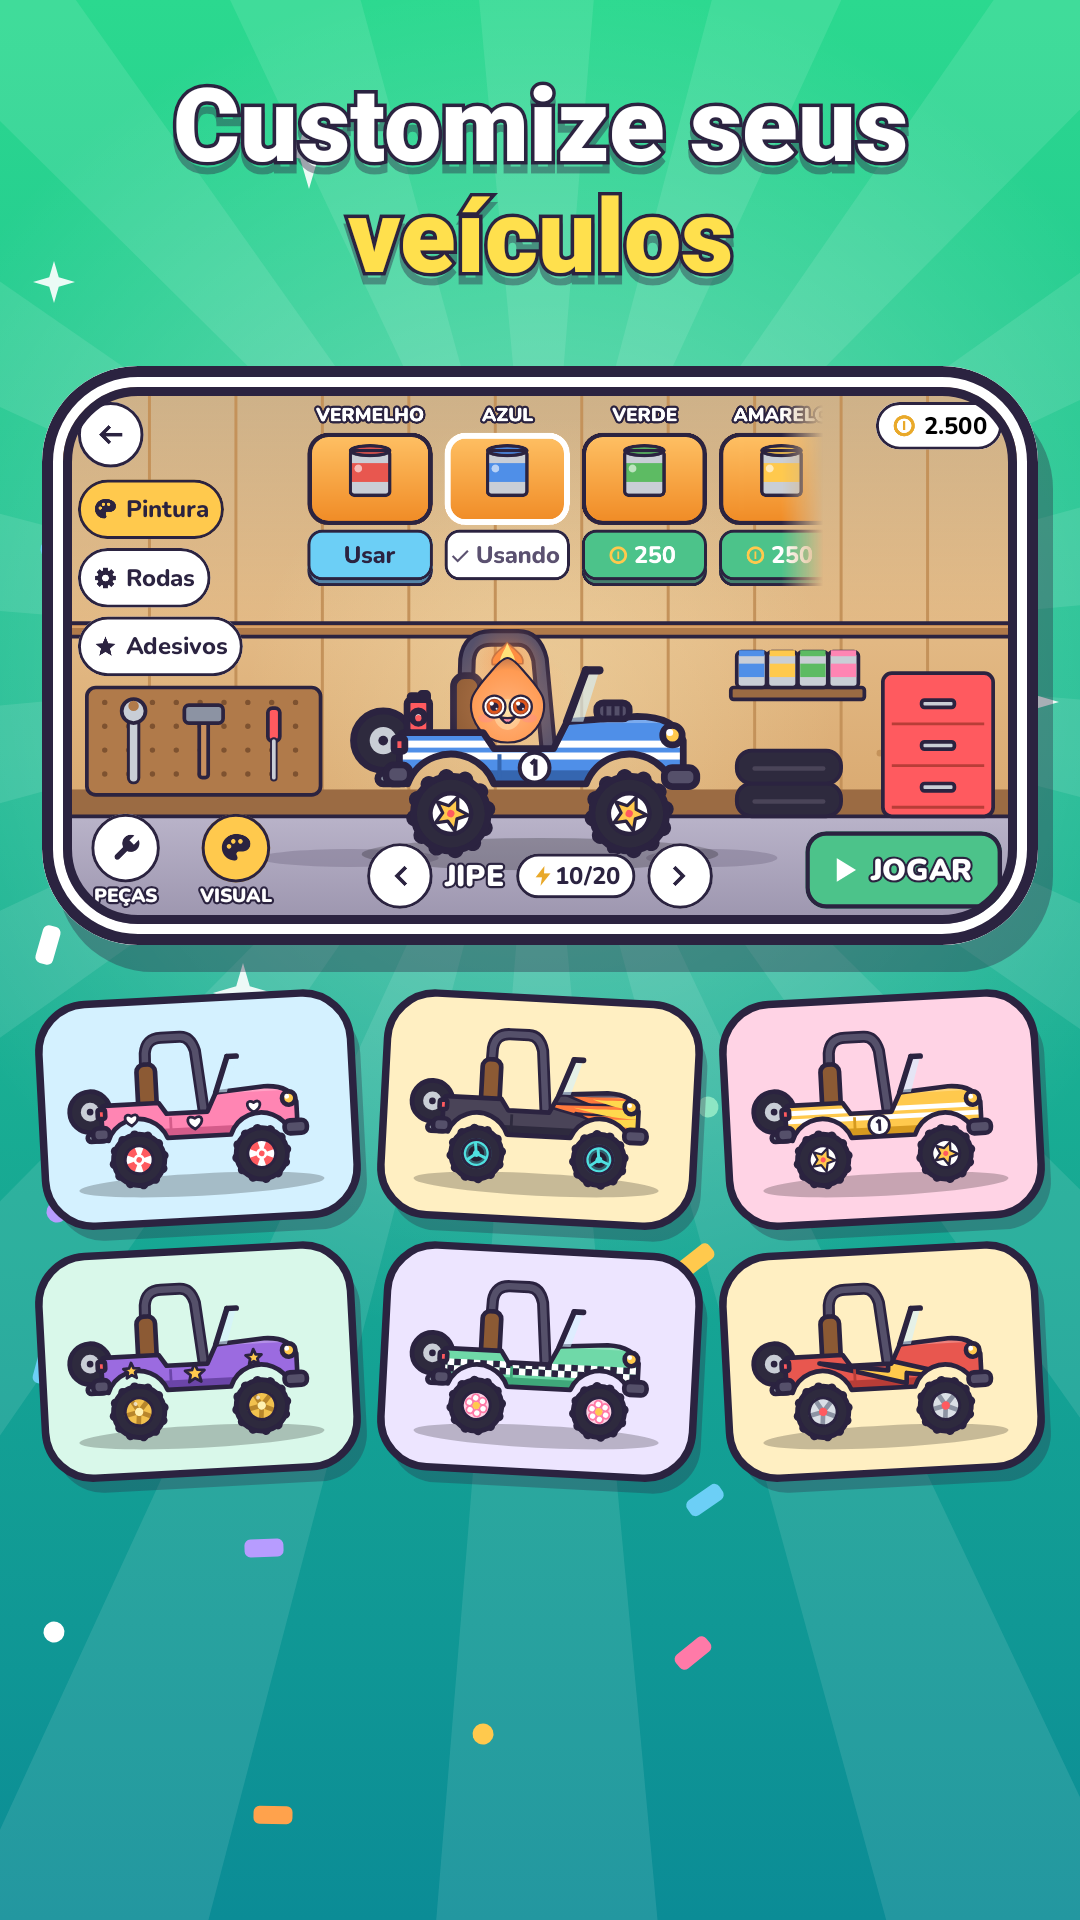 Customize seus
veículos
VERMELHO AZUL VERDE AMARELO
2.500
Pintura
Usar Usando 250 250
Rodas
Adesivos
1
PEÇAS VISUAL JIPE 10/20 JOGAR
1